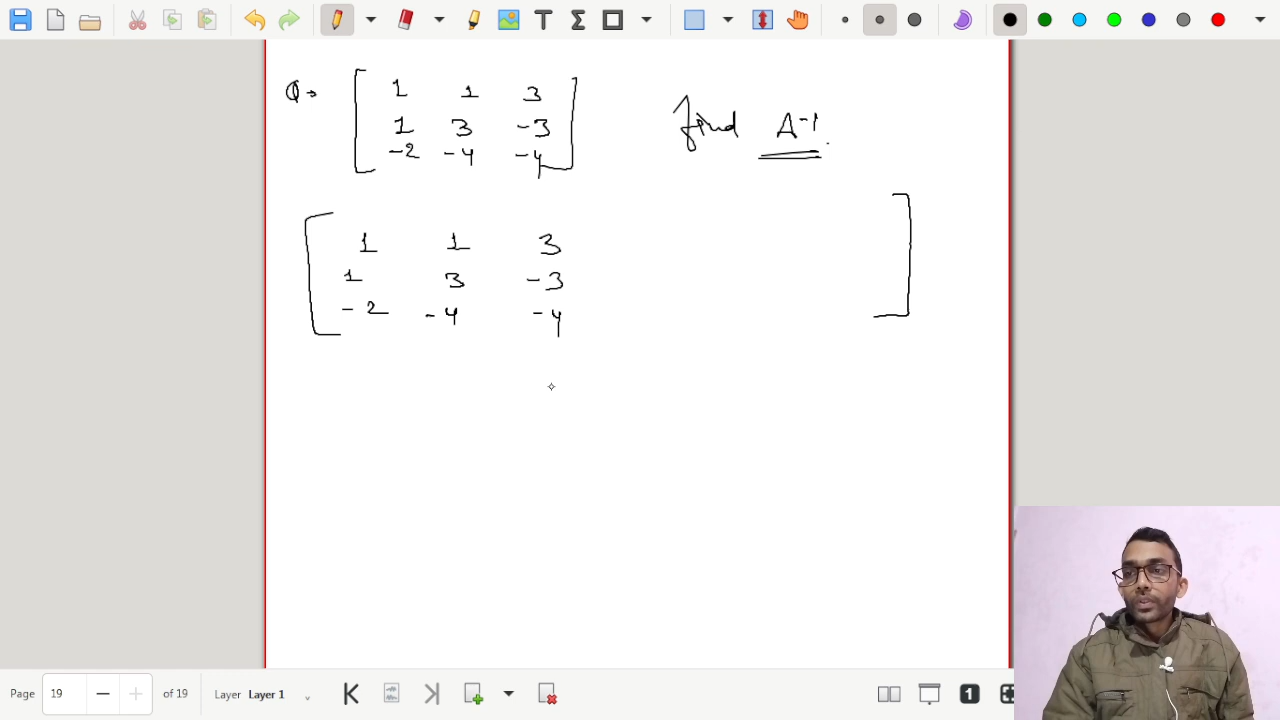 Q→ [ 1 1 3 find A-1.
1 3 -3
-2 -4 -4 ]
[ 1 1 3 ]
1 3 -3
-2 -4 -4
Page 19 of 19 Layer Layer 1 1